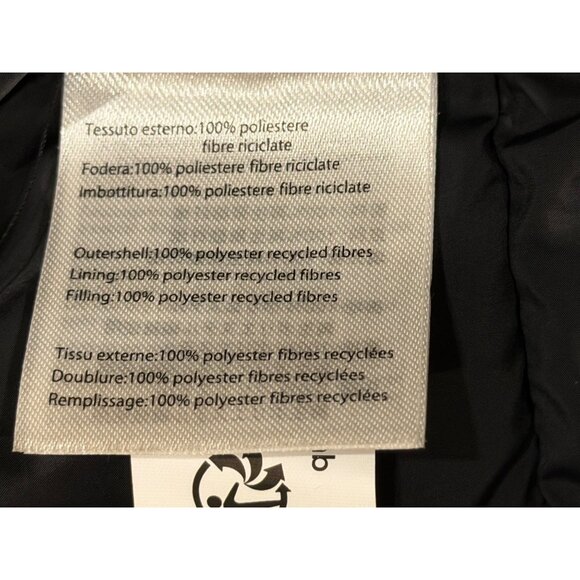 Tessuto esterno:100% poliestere
fibre riciclate
Fodera:100% poliestere fibre riciclate
Imbottitura:100% poliestere fibre riciclate
Outershell:100% polyester recycled fibres
Lining:100% polyester recycled fibres
Filling:100% polyester recycled fibres
Tissu externe:100% polyester fibres recyclées
Doublure:100% polyester fibres recyclées
Remplissage:100% polyester fibres recyclées